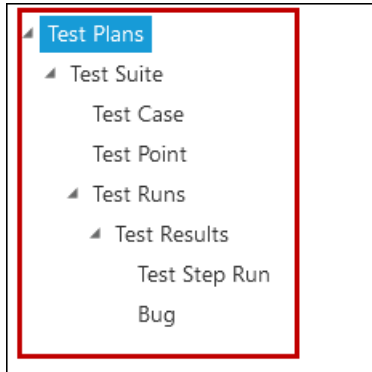 Test Plans
Test Suite
Test Case
Test Point
Test Runs
Test Results
Test Step Run
Bug